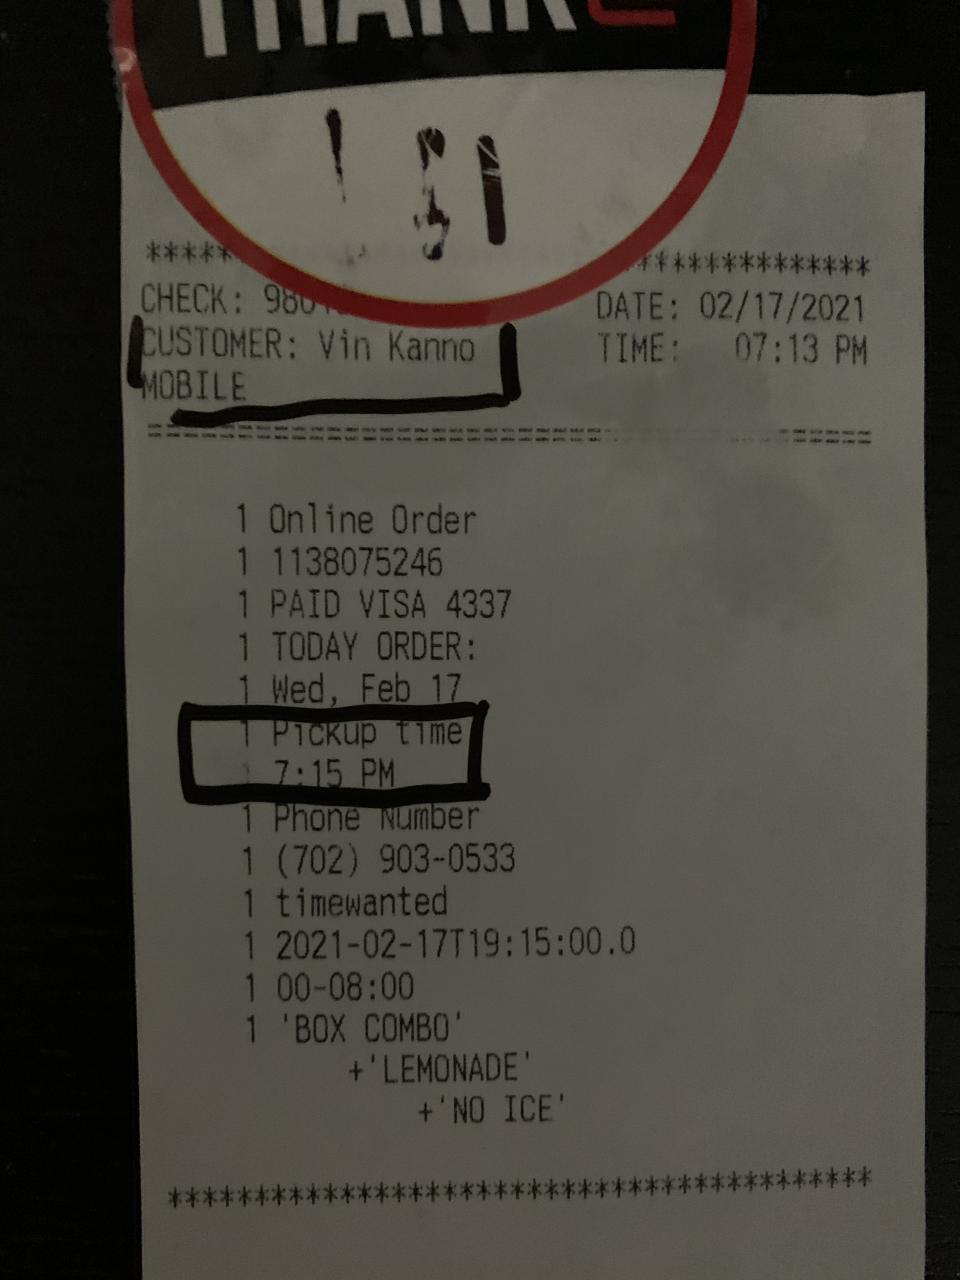 THANK
*****
***************
CHECK: 980
DATE: 02/17/2021
CUSTOMER: Vin Kanno
TIME: 07:13 PM
MOBILE
1 Online Order
1 1138075246
1 PAID VISA 4337
1 TODAY ORDER:
1 Wed, Feb 17
1 Pickup time
1 7:15 PM
1 Phone Number
1 (702) 903-0533
1 timewanted
1 2021-02-17T19:15:00.0
1 00-08:00
1 'BOX COMBO'
+'LEMONADE'
+'NO ICE'
*****************************************